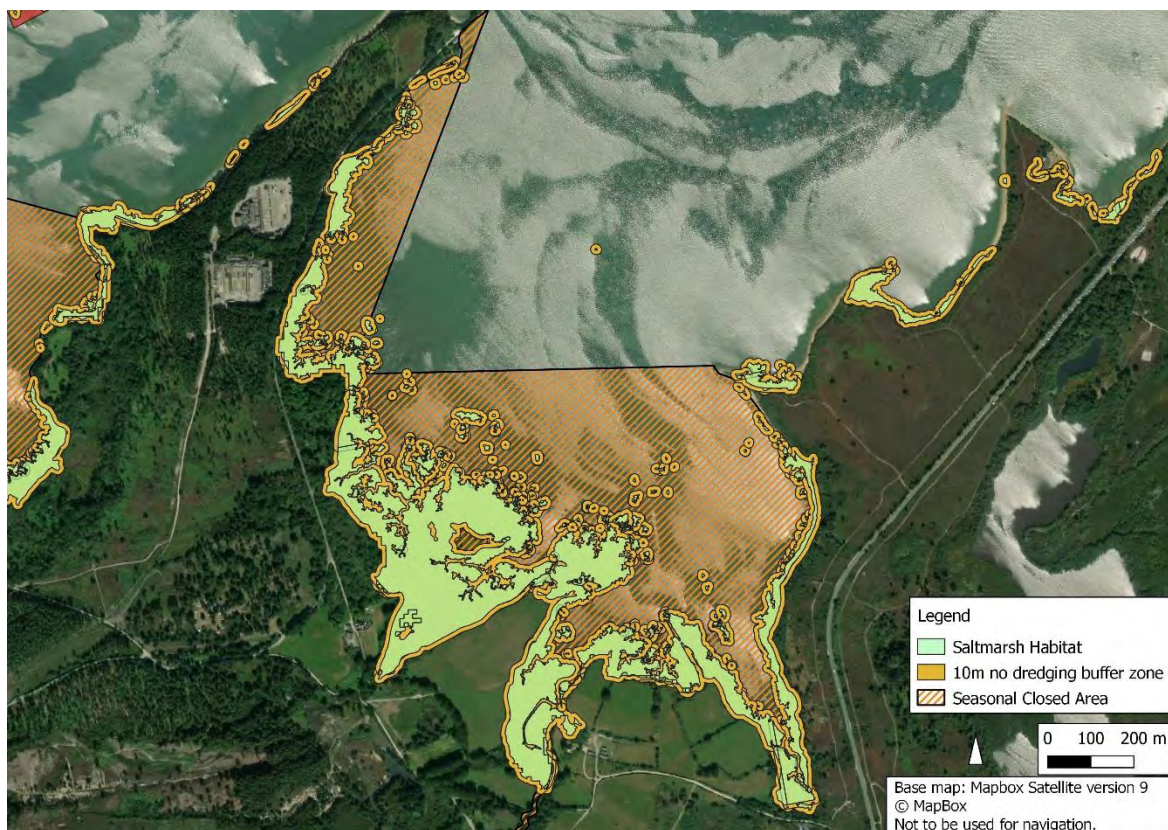 Legend
Saltmarsh Habitat
10m no dredging buffer zone
Seasonal Closed Area
0 100 200 m
Base map: Mapbox Satellite version 9
© MapBox
Not to be used for navigation.